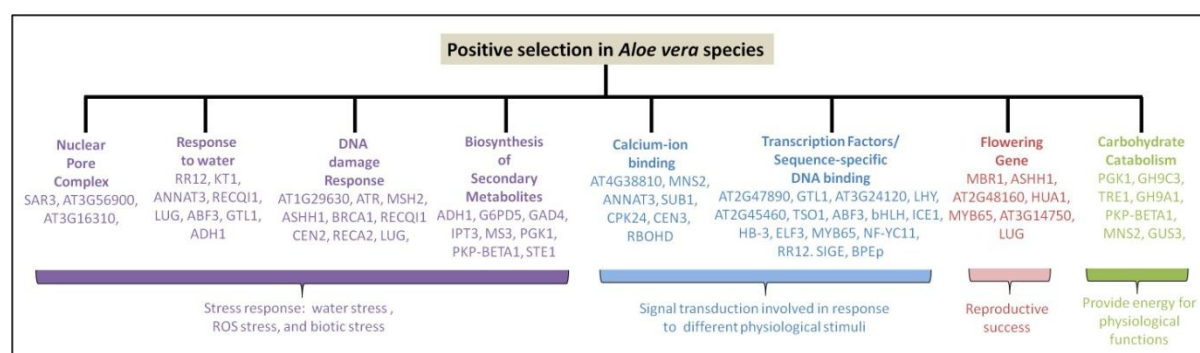 Positive selection in Aloe vera species
Nuclear
Pore
Complex
SAR3, AT3G56900,
AT3G16310,
Response
to water
RR12, KT1,
ANNAT3, RECQI1,
LUG, ABF3, GTL1,
ADH1
DNA
damage
Response
AT1G29630, ATR, MSH2,
ASHH1, BRCA1, RECQI1
CEN2, RECA2, LUG,
Biosynthesis
of
Secondary
Metabolites
ADH1, G6PD5, GAD4,
IPT3, MS3, PGK1,
PKP-BETA1, STE1
Calcium-ion
binding
AT4G38810, MNS2,
ANNAT3, SUB1,
CPK24, CEN3,
RBOHD
Transcription Factors/
Sequence-specific
DNA binding
AT2G47890, GTL1, AT3G24120, LHY,
AT2G45460, TSO1, ABF3, bHLH, ICE1,
HB-3, ELF3, MYB65, NF-YC11,
RR12. SIGE, BPEp
Flowering
Gene
MBR1, ASHH1,
AT2G48160, HUA1,
MYB65, AT3G14750,
LUG
Carbohydrate
Catabolism
PGK1, GH9C3,
TRE1, GH9A1,
PKP-BETA1,
MNS2, GUS3,
Stress response: water stress ,
ROS stress, and biotic stress
Signal transduction involved in response
to different physiological stimuli
Reproductive
success
Provide energy for
physiological
functions